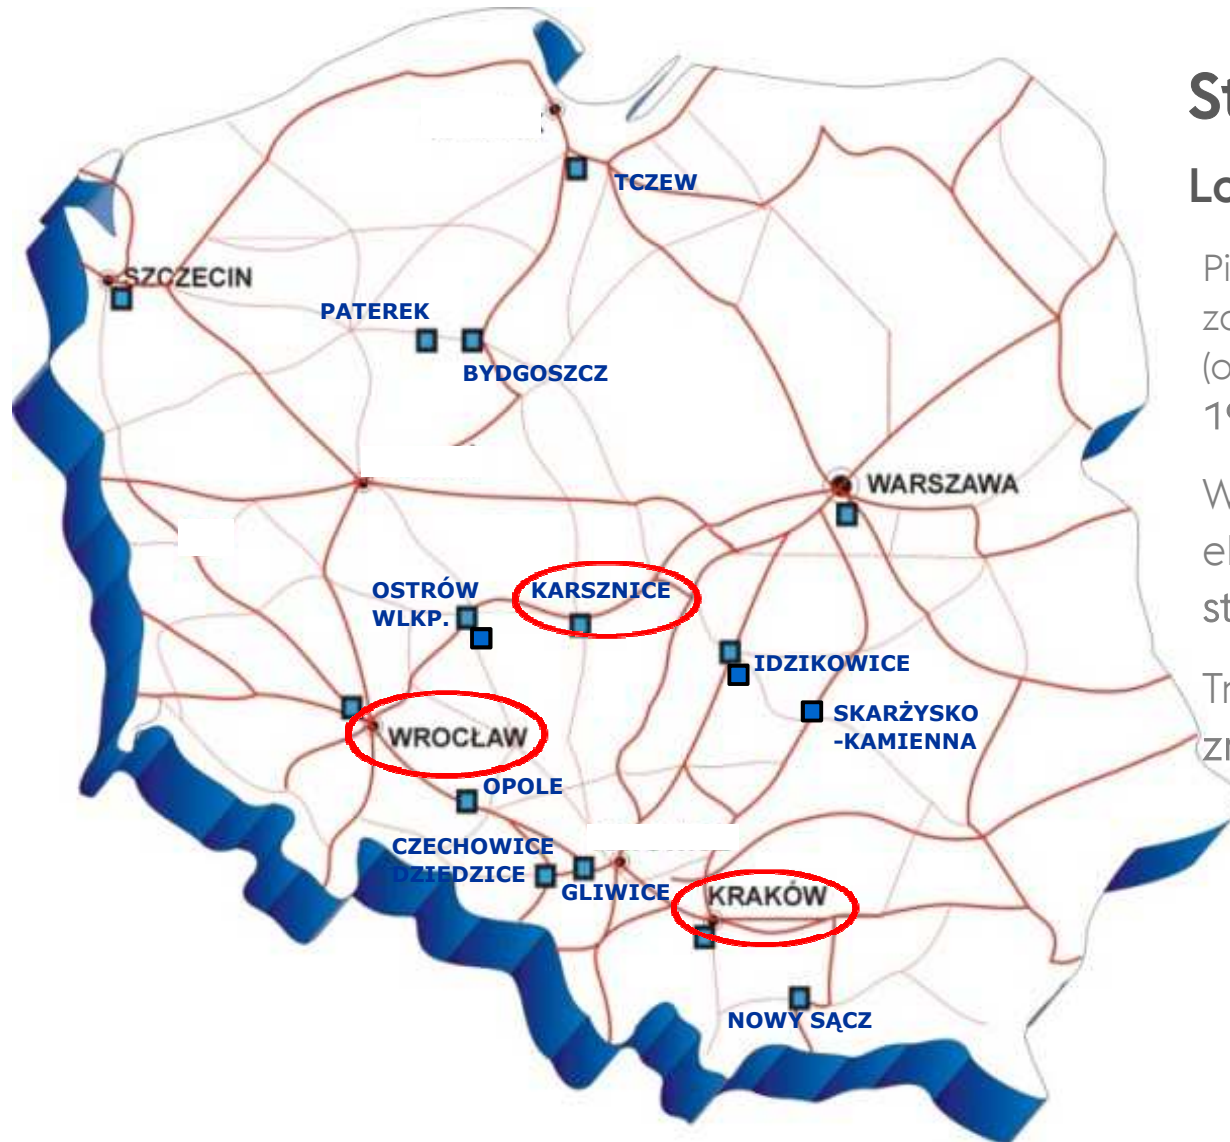 TCZEW
SZCZECIN
PATEREK
BYDGOSZCZ
WARSZAWA
OSTRÓW
WLKP.
KARSZNICE
IDZIKOWICE
SKARŻYSKO
-KAMIENNA
WROCŁAW
OPOLE
CZECHOWICE
DZIEDZICE
GLIWICE
KRAKÓW
NOWY SĄCZ